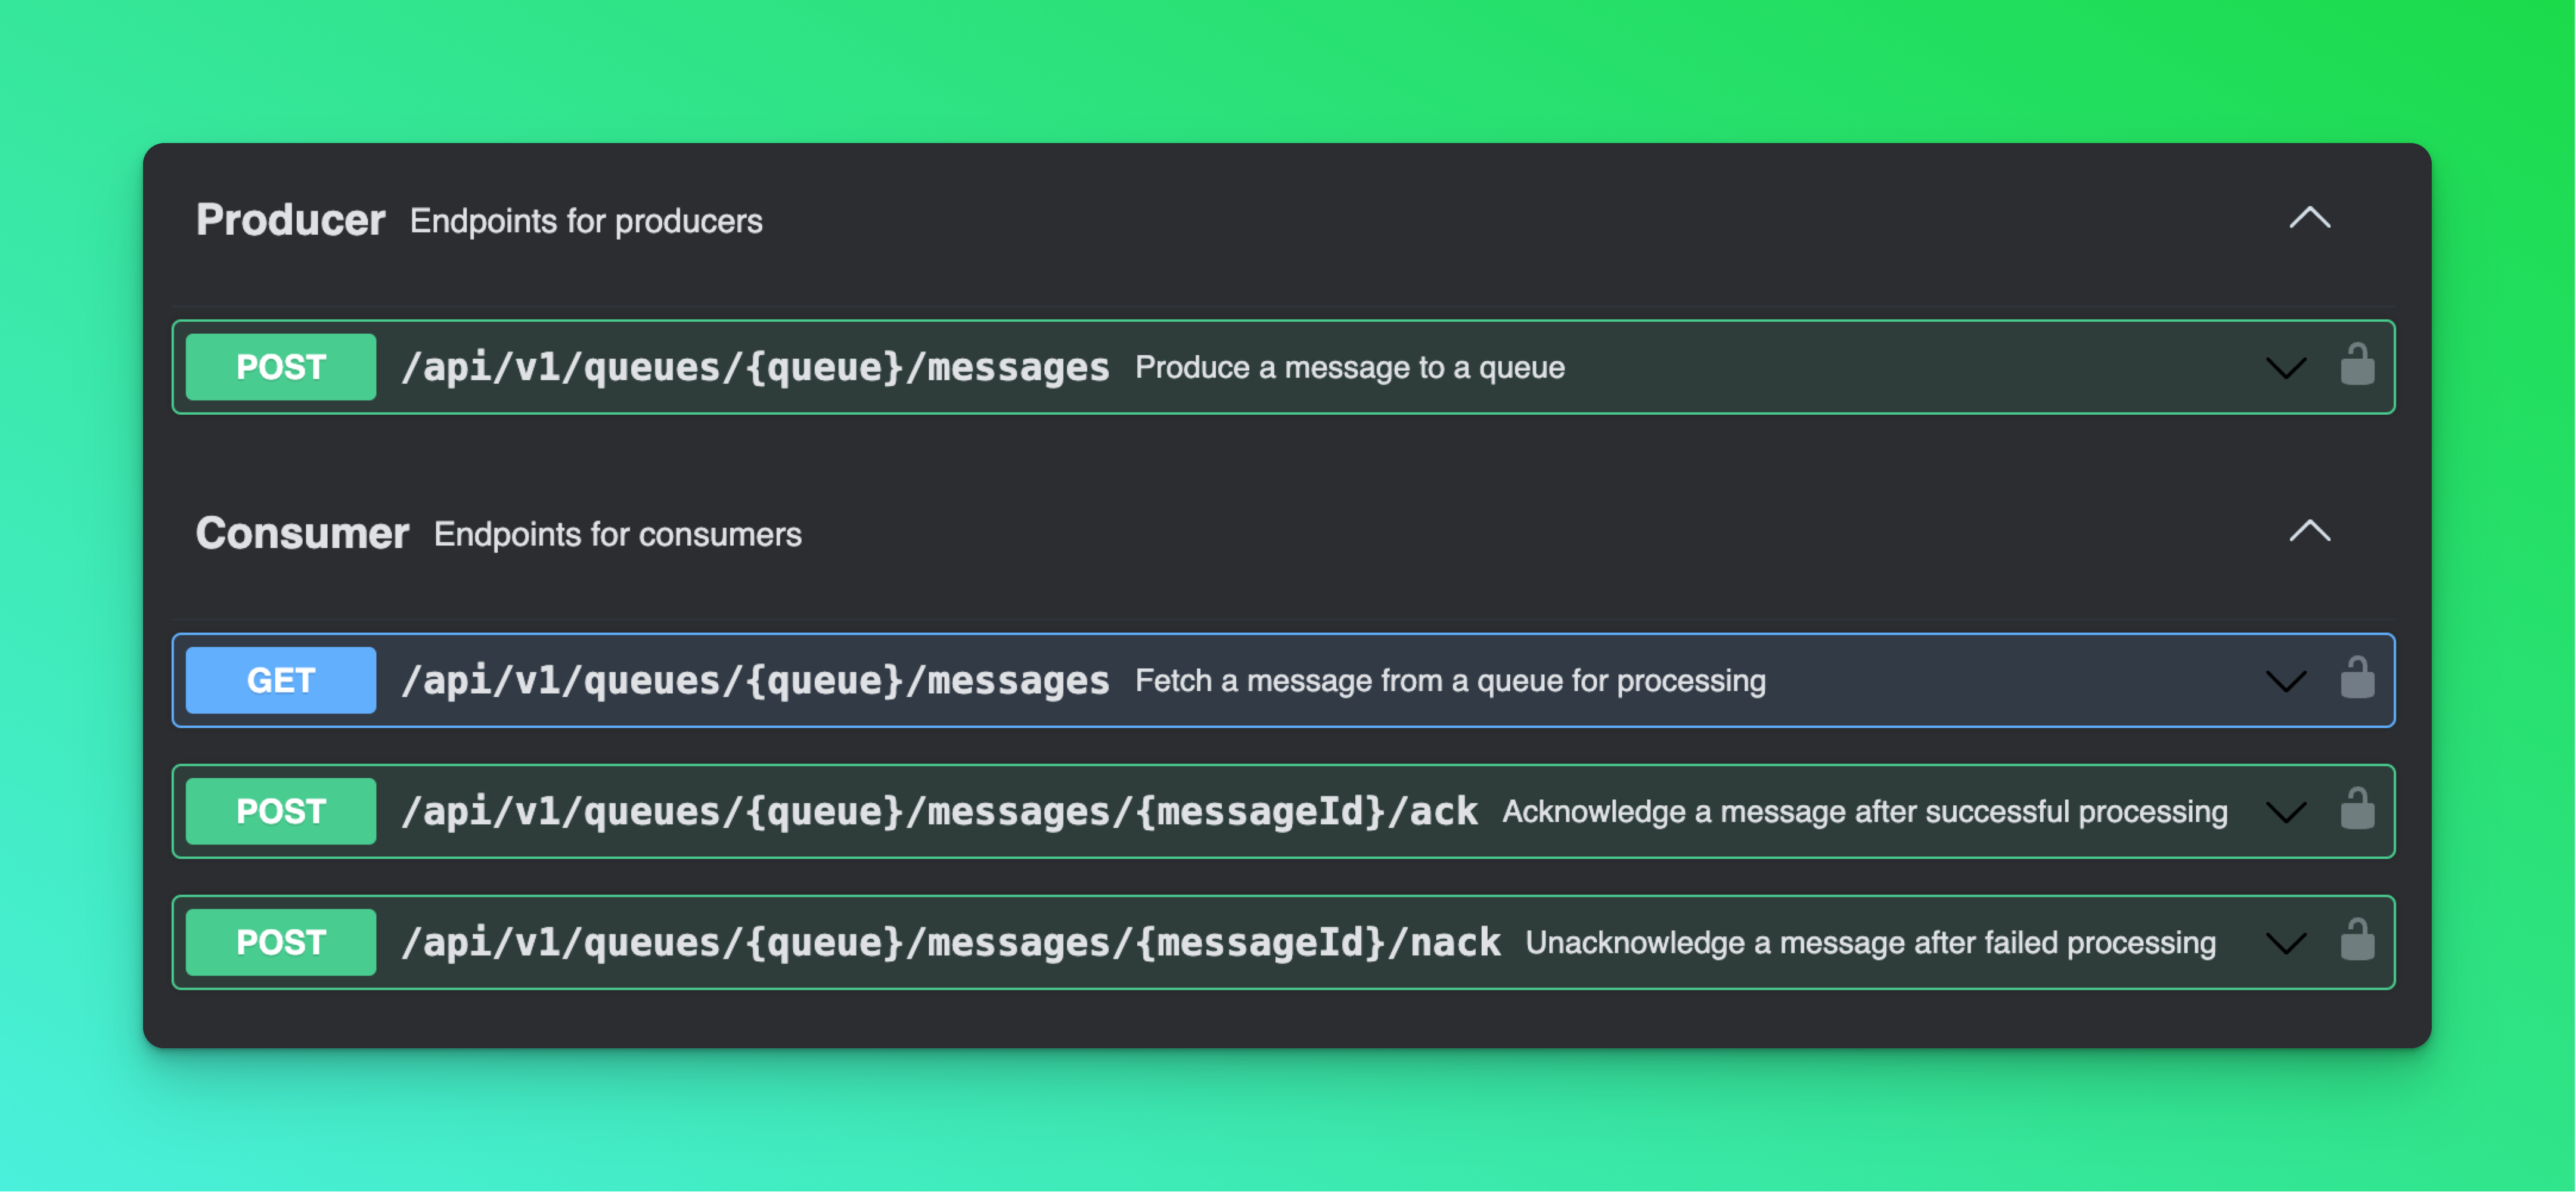 Producer Endpoints for producers
POST /api/v1/queues/{queue}/messages Produce a message to a queue
Consumer Endpoints for consumers
GET /api/v1/queues/{queue}/messages Fetch a message from a queue for processing
POST /api/v1/queues/{queue}/messages/{messageId}/ack Acknowledge a message after successful processing
POST /api/v1/queues/{queue}/messages/{messageId}/nack Unacknowledge a message after failed processing